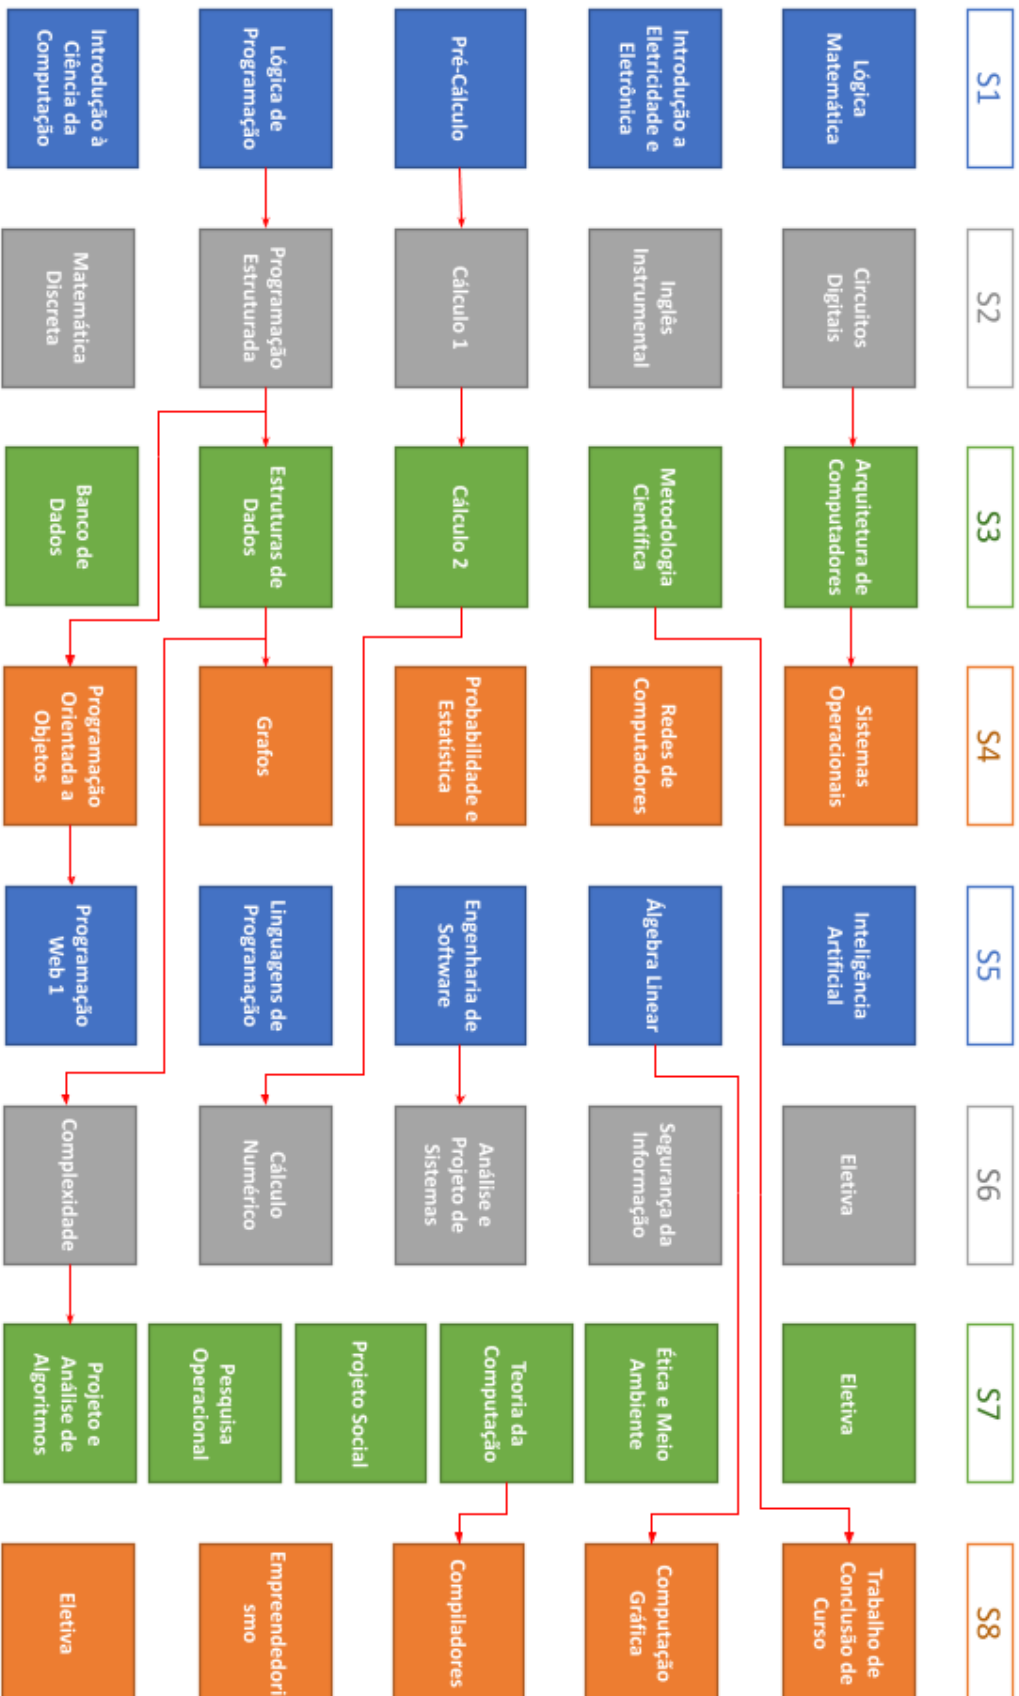 S1
Lógica
Matemática
Introdução a
Eletricidade e
Eletrônica
Pré-Cálculo
Lógica de
Programação
Introdução à
Ciência da
Computação
S2
Circuitos
Digitais
Inglês
Instrumental
Cálculo 1
Programação
Estruturada
Matemática
Discreta
S3
Arquitetura de
Computadores
Metodologia
Científica
Cálculo 2
Estruturas de
Dados
Banco de
Dados
S4
Sistemas
Operacionais
Redes de
Computadores
Probabilidade e
Estatística
Grafos
Programação
Orientada a
Objetos
S5
Inteligência
Artificial
Álgebra Linear
Engenharia de
Software
Linguagens de
Programação
Programação
Web 1
S6
Eletiva
Segurança da
Informação
Análise e
Projeto de
Sistemas
Cálculo
Numérico
Complexidade
S7
Eletiva
Ética e Meio
Ambiente
Teoria da
Computação
Projeto Social
Pesquisa
Operacional
Projeto e
Análise de
Algoritmos
S8
Trabalho de
Conclusão de
Curso
Computação
Gráfica
Compiladores
Empreendedori
smo
Eletiva